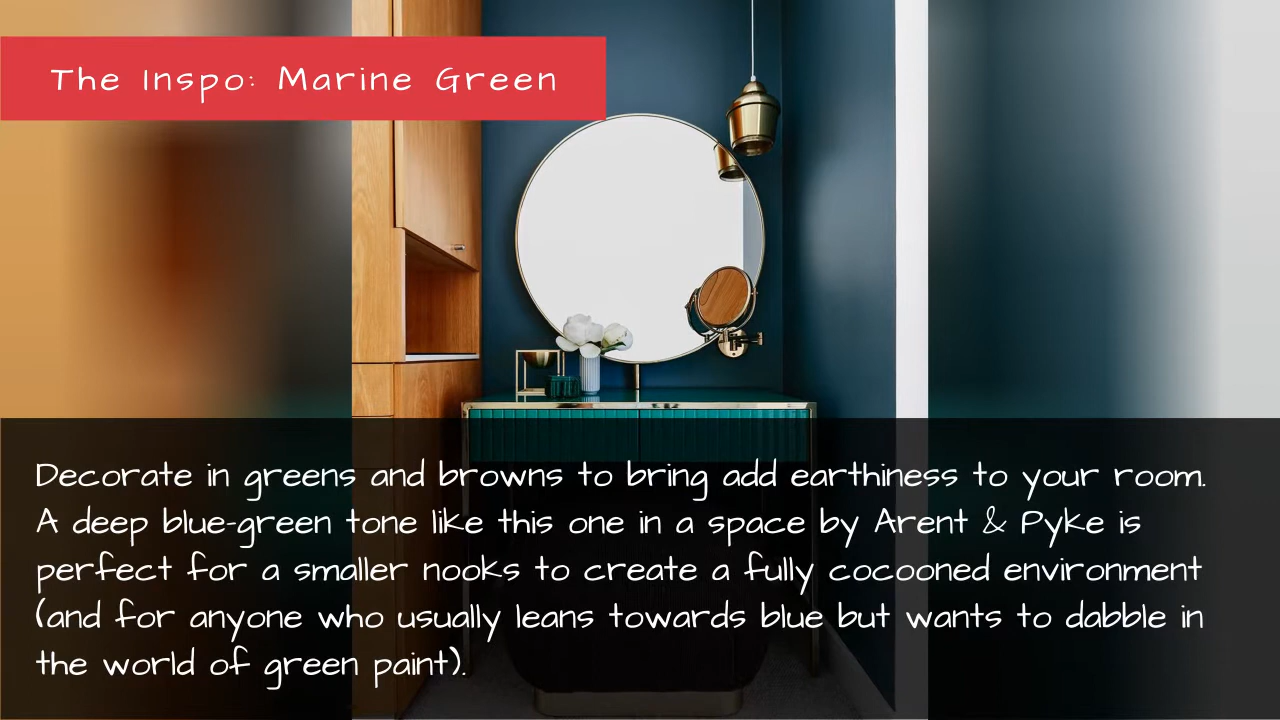 The Inspo: Marine Green
Decorate in greens and browns to bring add earthiness to your room.
A deep blue-green tone like this one in a space by Arent & Pyke is
perfect for a smaller nooks to create a fully cocooned environment
(and for anyone who usually leans towards blue but wants to dabble in
the world of green paint).